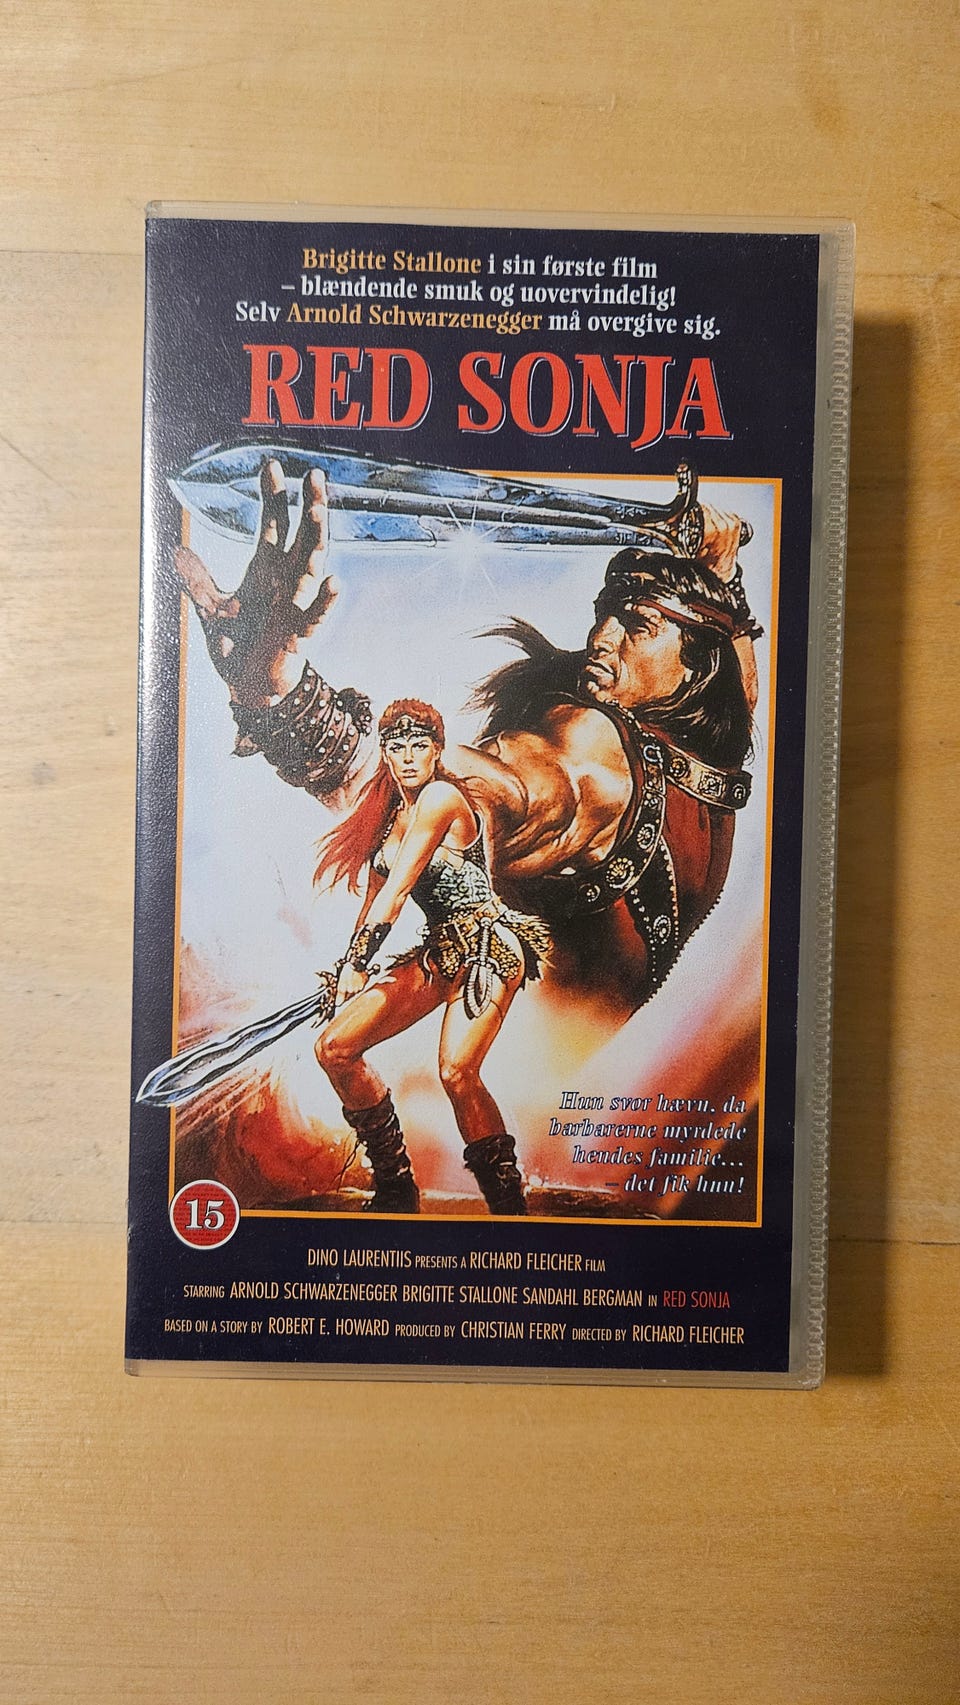 Brigitte Stallone i sin første film
– blændende smuk og uovervindelig!
Selv Arnold Schwarzenegger må overgive sig.
RED SONJA
Hun svor hævn, da
barbarerne myrdede
hendes familie...
– det fik hun!
15
DINO LAURENTIIS PRESENTS A RICHARD FLEICHER FILM
STARRING ARNOLD SCHWARZENEGGER BRIGITTE STALLONE SANDAHL BERGMAN IN RED SONJA
BASED ON A STORY BY ROBERT E. HOWARD PRODUCED BY CHRISTIAN FERRY DIRECTED BY RICHARD FLEICHER